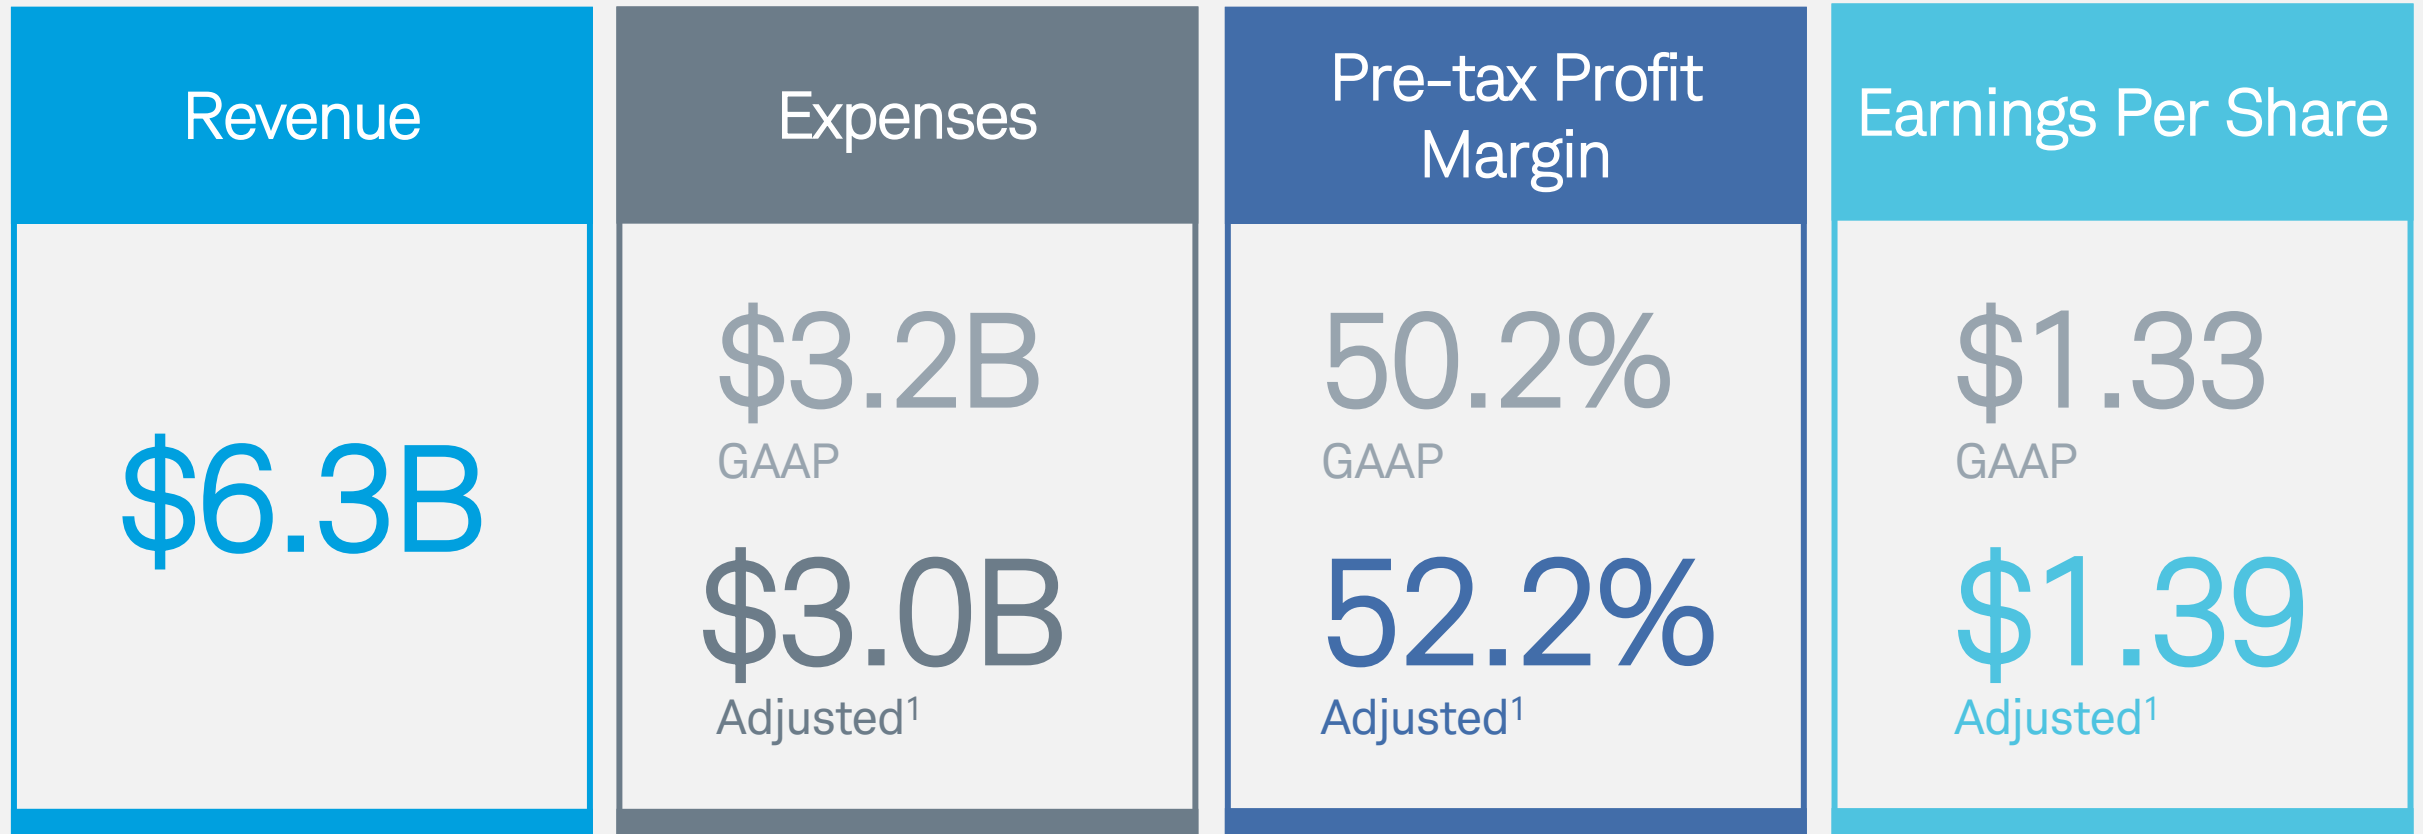 Revenue
$6.3B
Expenses
$3.2B
GAAP
$3.0B
Adjusted¹
Pre-tax Profit
Margin
50.2%
GAAP
52.2%
Adjusted¹
Earnings Per Share
$1.33
GAAP
$1.39
Adjusted¹